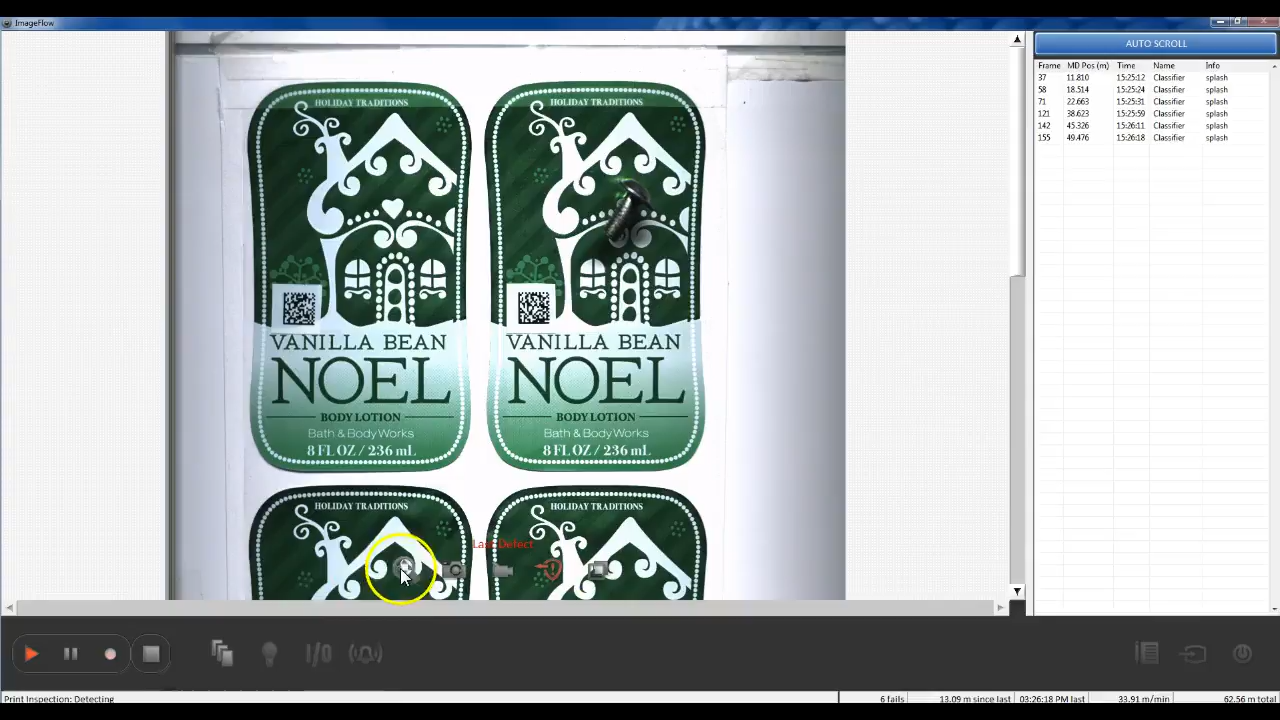 ImageFlow
AUTO SCROLL
Frame MD Pos (m) Time Name Info
37 11.810 15:25:12 Classifier splash
58 18.514 15:25:24 Classifier splash
71 22.663 15:25:31 Classifier splash
121 38.623 15:25:59 Classifier splash
142 45.326 15:26:11 Classifier splash
155 49.476 15:26:18 Classifier splash
HOLIDAY TRADITIONS
VANILLA BEAN
NOEL
BODY LOTION
Bath & Body Works
8 FL OZ / 236 mL
HOLIDAY TRADITIONS
VANILLA BEAN
NOEL
BODY LOTION
Bath & Body Works
8 FL OZ / 236 mL
HOLIDAY TRADITIONS
HOLIDAY TRADITIONS
Last Defect
I/O
Print Inspection: Detecting 6 fails 13.09 m since last 03:26:18 PM last 33.91 m/min 62.56 m total